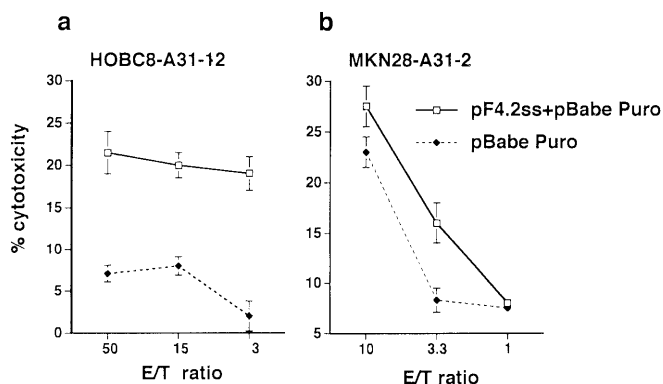 a
HOBC8-A31-12
b
MKN28-A31-2
% cytotoxicity
30
25
20
15
10
5
0
50
15
3
E/T ratio
30
25
20
15
10
5
10
3.3
1
E/T ratio
pF4.2ss+pBabe Puro
pBabe Puro